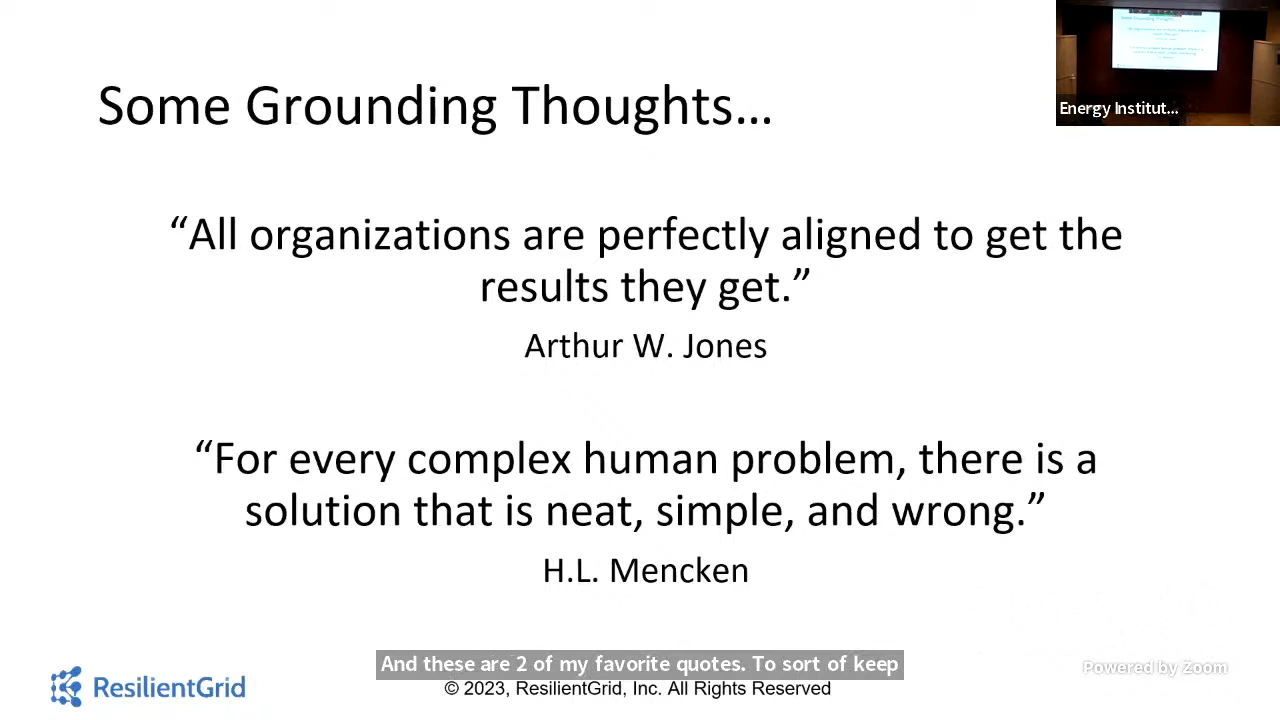 Some Grounding Thoughts…
Energy Institut...
“All organizations are perfectly aligned to get the
results they get.”
Arthur W. Jones
“For every complex human problem, there is a
solution that is neat, simple, and wrong.”
H.L. Mencken
And these are 2 of my favorite quotes. To sort of keep
ResilientGrid
© 2023, ResilientGrid, Inc. All Rights Reserved
Powered by Zoom